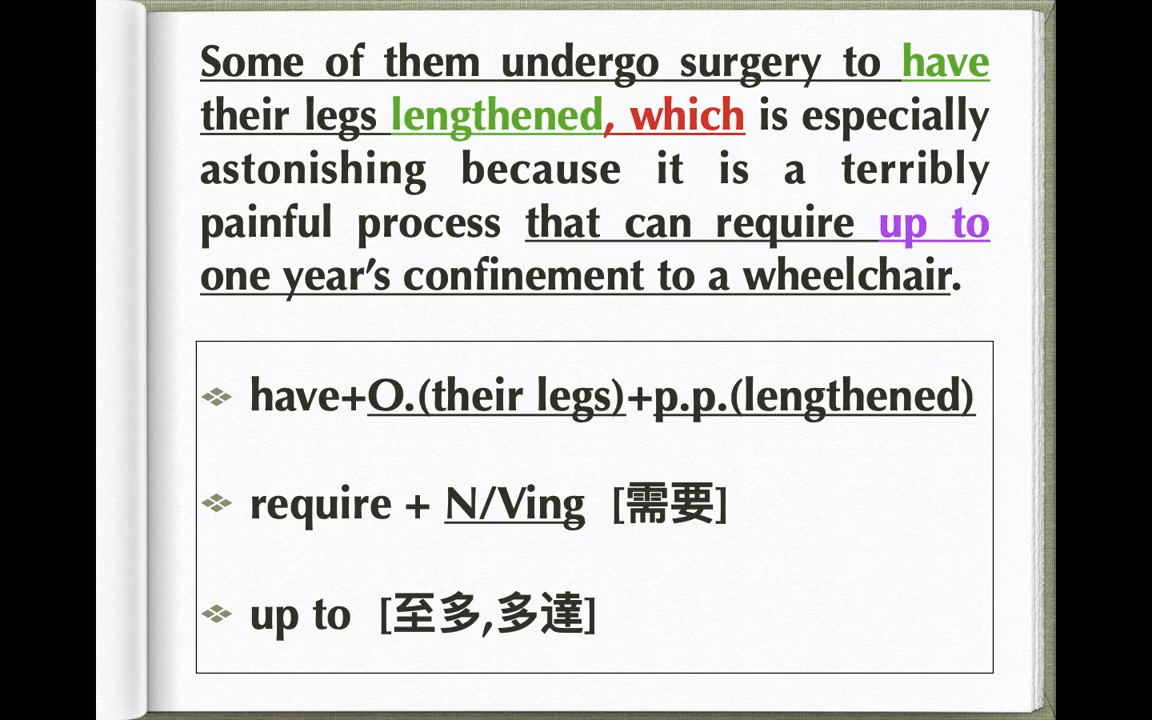 Some of them undergo surgery to have
their legs lengthened, which is especially
astonishing because it is a terribly
painful process that can require up to
one year’s confinement to a wheelchair.
have+O.(their legs)+p.p.(lengthened)
require + N/Ving [需要]
up to [至多,多達]